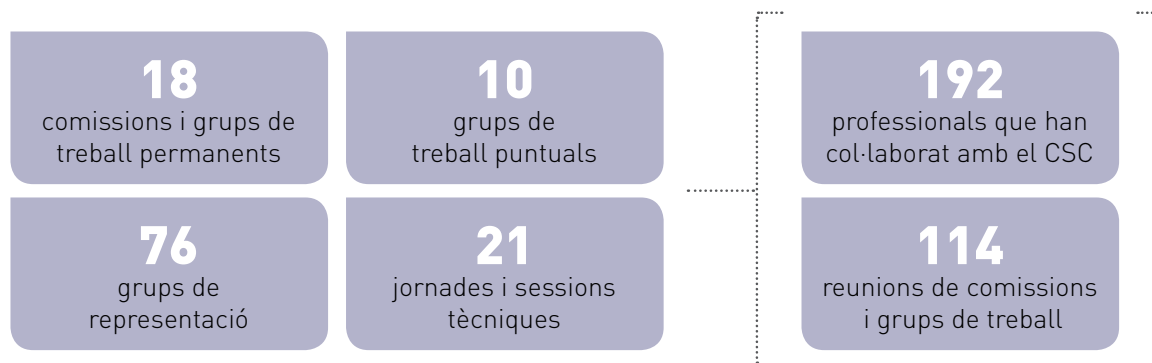 18
comissions i grups de
treball permanents
10
grups de
treball puntuals
192
professionals que han
col·laborat amb el CSC
76
grups de
representació
21
jornades i sessions
tècniques
114
reunions de comissions
i grups de treball